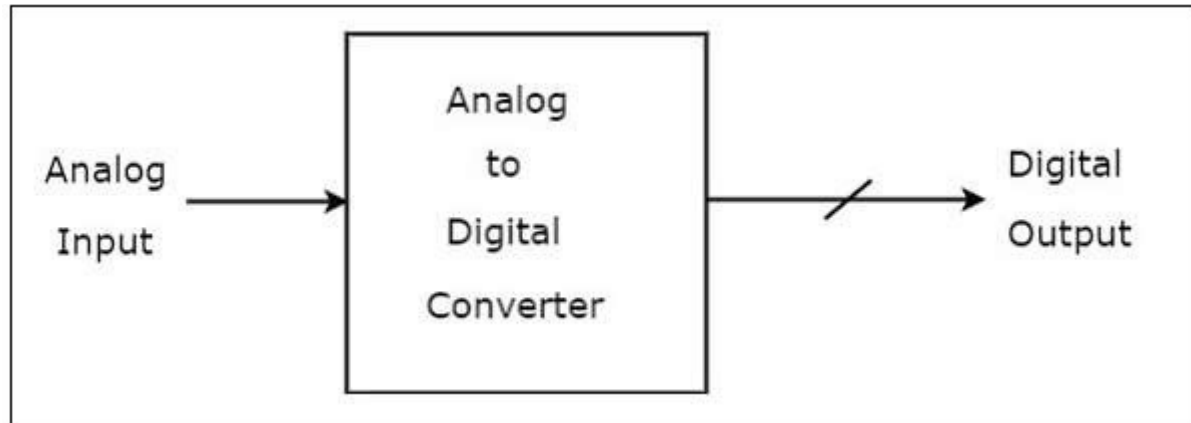 Analog
Input
Analog
to
Digital
Converter
Digital
Output